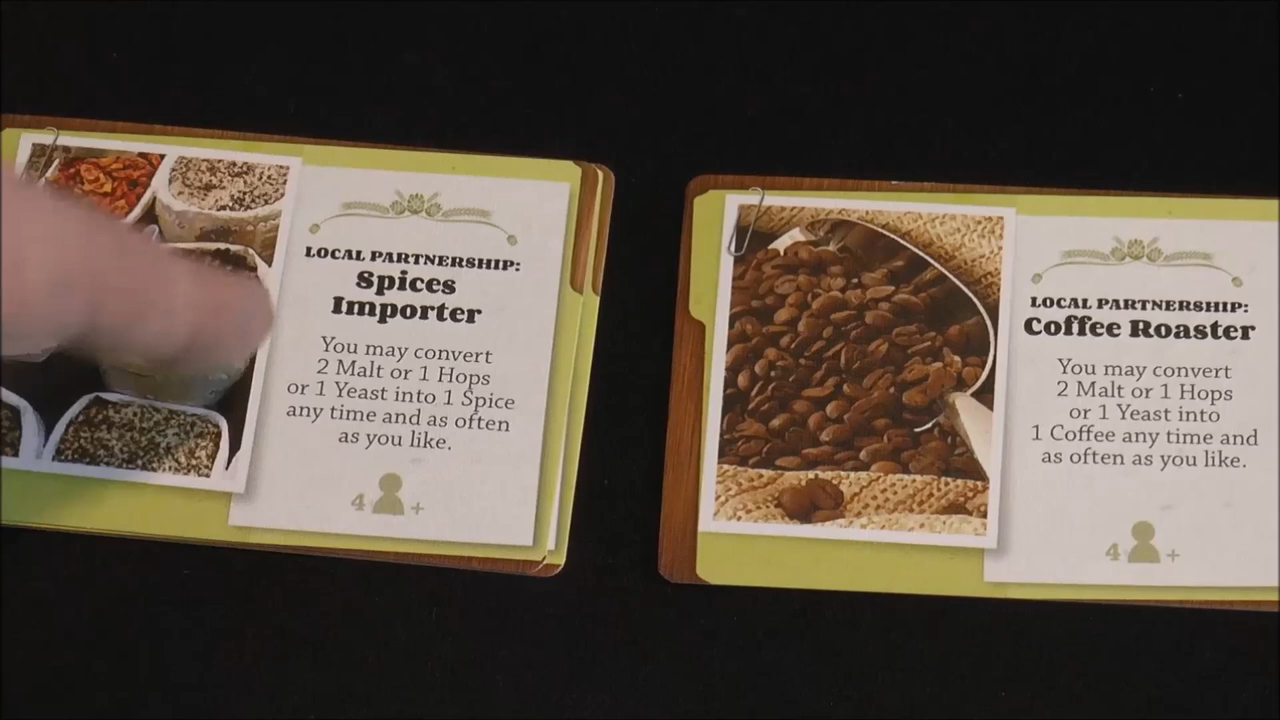 LOCAL PARTNERSHIP:
Spices
Importer
You may convert
2 Malt or 1 Hops
or 1 Yeast into 1 Spice
any time and as often
as you like.
4 +
LOCAL PARTNERSHIP:
Coffee Roaster
You may convert
2 Malt or 1 Hops
or 1 Yeast into
1 Coffee any time and
as often as you like.
4 +